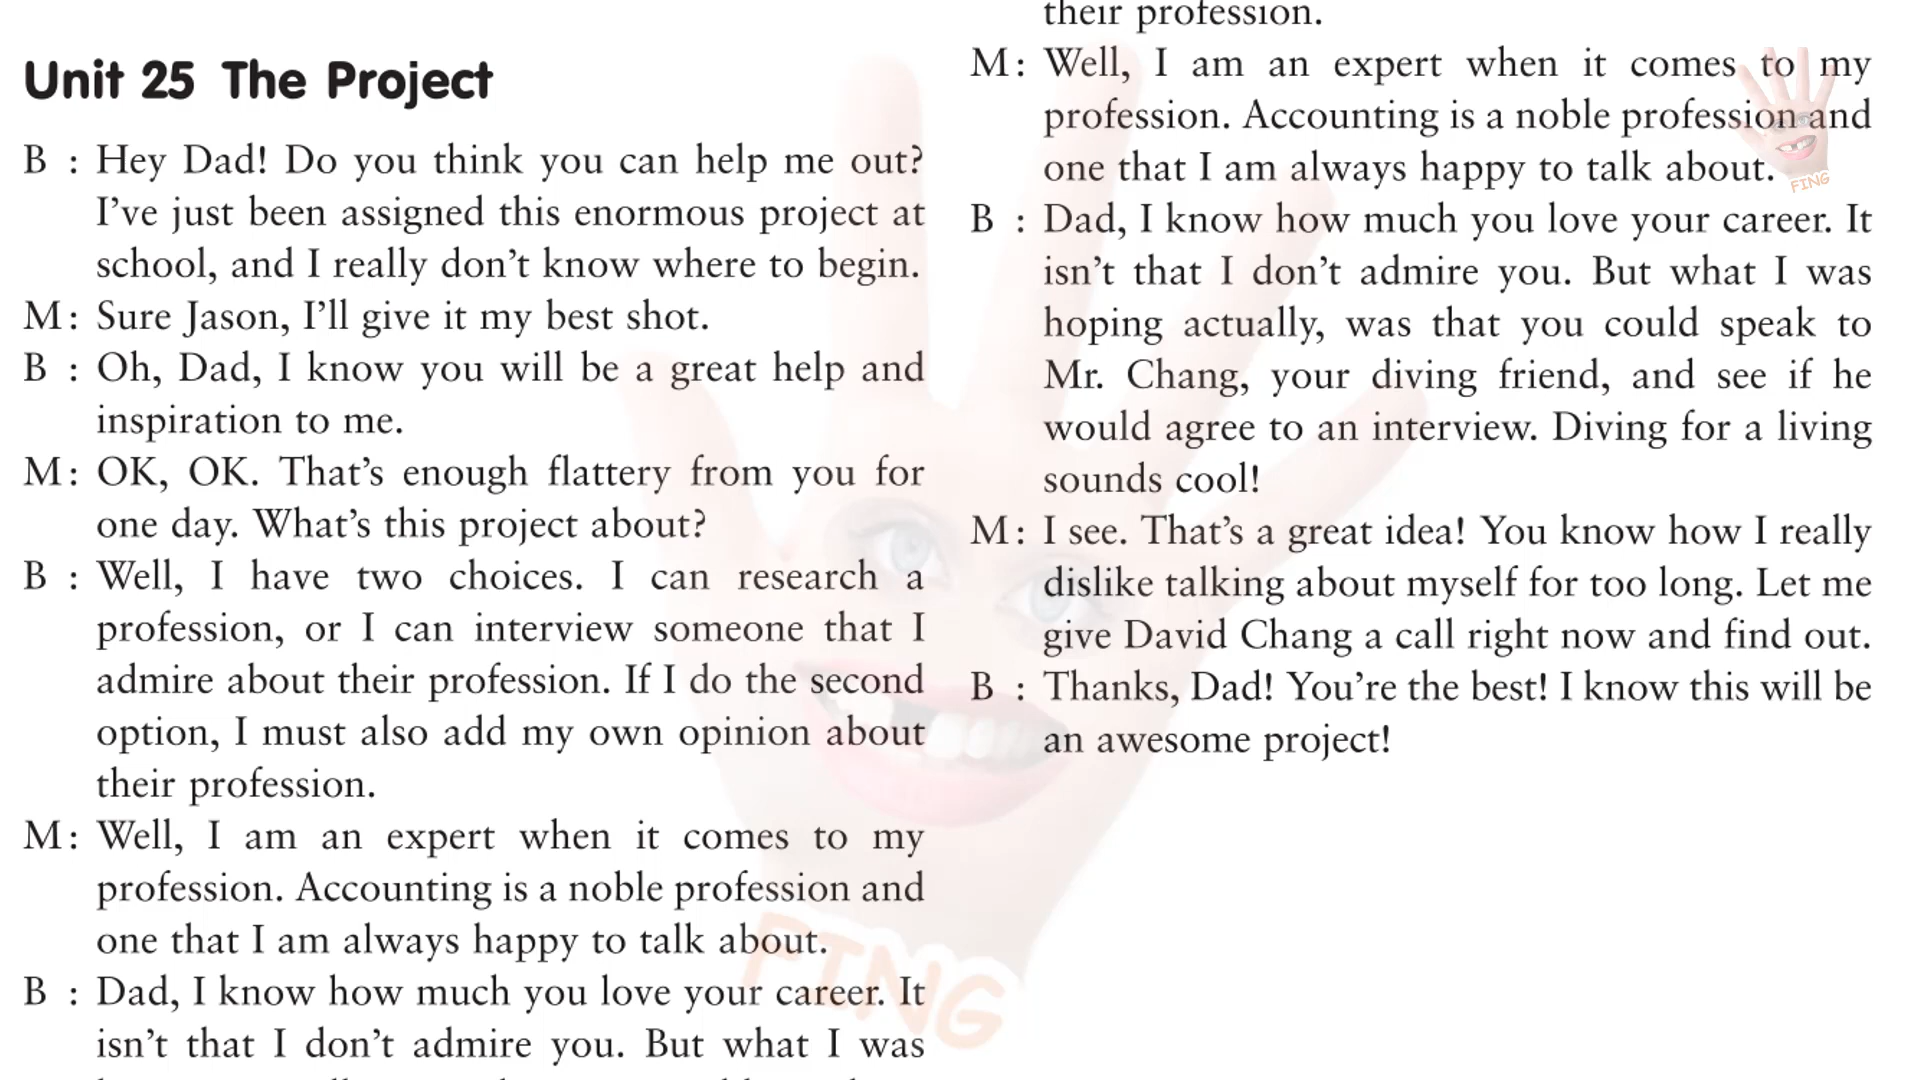 Unit 25 The Project
B : Hey Dad! Do you think you can help me out?
I’ve just been assigned this enormous project at
school, and I really don’t know where to begin.
M: Sure Jason, I’ll give it my best shot.
B : Oh, Dad, I know you will be a great help and
inspiration to me.
M: OK, OK. That’s enough flattery from you for
one day. What’s this project about?
B : Well, I have two choices. I can research a
profession, or I can interview someone that I
admire about their profession. If I do the second
option, I must also add my own opinion about
their profession.
M: Well, I am an expert when it comes to my
profession. Accounting is a noble profession and
one that I am always happy to talk about.
B : Dad, I know how much you love your career. It
isn’t that I don’t admire you. But what I was
their profession.
M: Well, I am an expert when it comes to my
profession. Accounting is a noble profession and
one that I am always happy to talk about.
B : Dad, I know how much you love your career. It
isn’t that I don’t admire you. But what I was
hoping actually, was that you could speak to
Mr. Chang, your diving friend, and see if he
would agree to an interview. Diving for a living
sounds cool!
M: I see. That’s a great idea! You know how I really
dislike talking about myself for too long. Let me
give David Chang a call right now and find out.
B : Thanks, Dad! You’re the best! I know this will be
an awesome project!
FING
FING